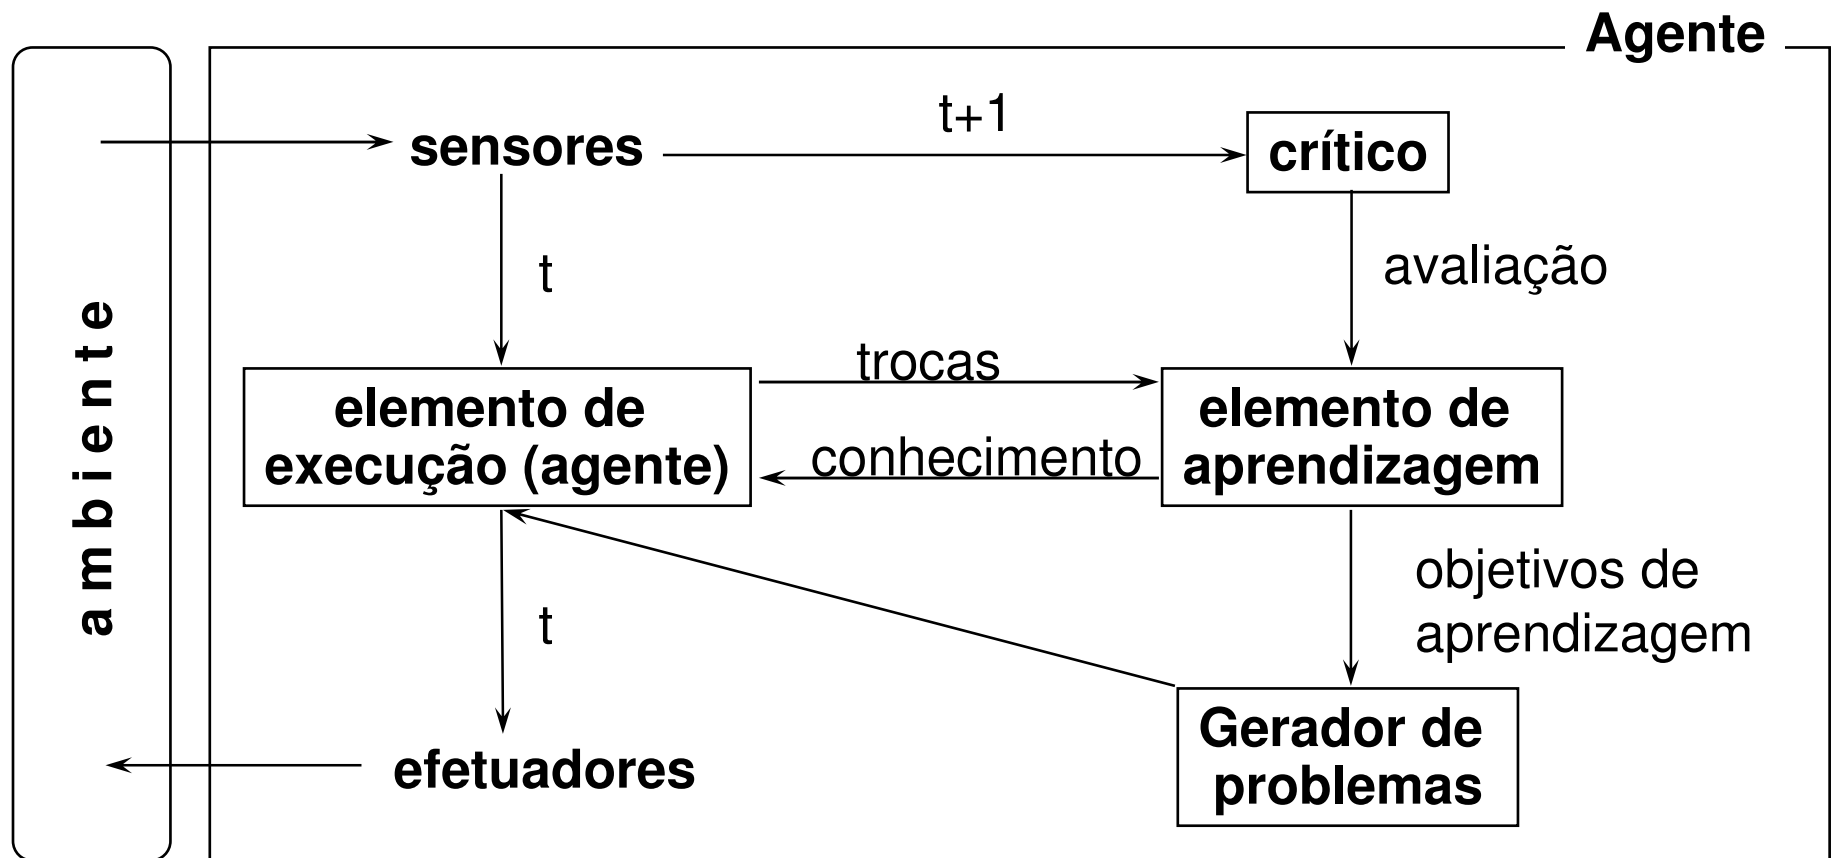 Agente
sensores
t+1
crítico
t
avaliação
ambiente
trocas
elemento de
execução (agente)
conhecimento
elemento de
aprendizagem
t
objetivos de
aprendizagem
efetuadores
Gerador de
problemas